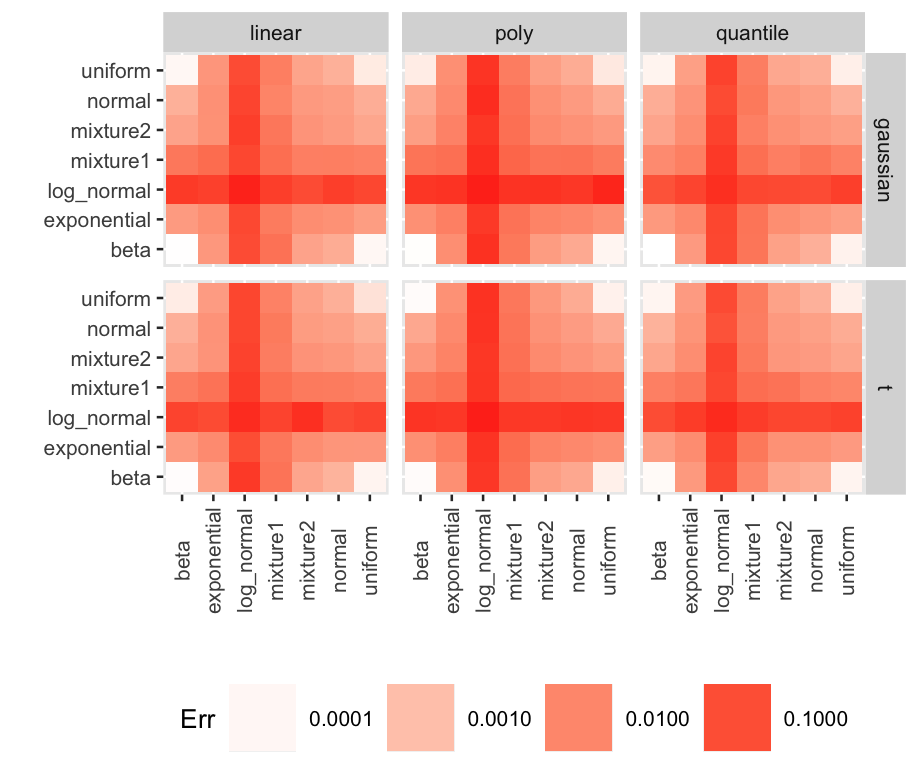 linear poly quantile
uniform
normal
mixture2
mixture1
log_normal
exponential
beta
gaussian
uniform
normal
mixture2
mixture1
log_normal
exponential
beta
t
beta exponential log_normal mixture1 mixture2 normal uniform
beta exponential log_normal mixture1 mixture2 normal uniform
beta exponential log_normal mixture1 mixture2 normal uniform
Err 0.0001 0.0010 0.0100 0.1000